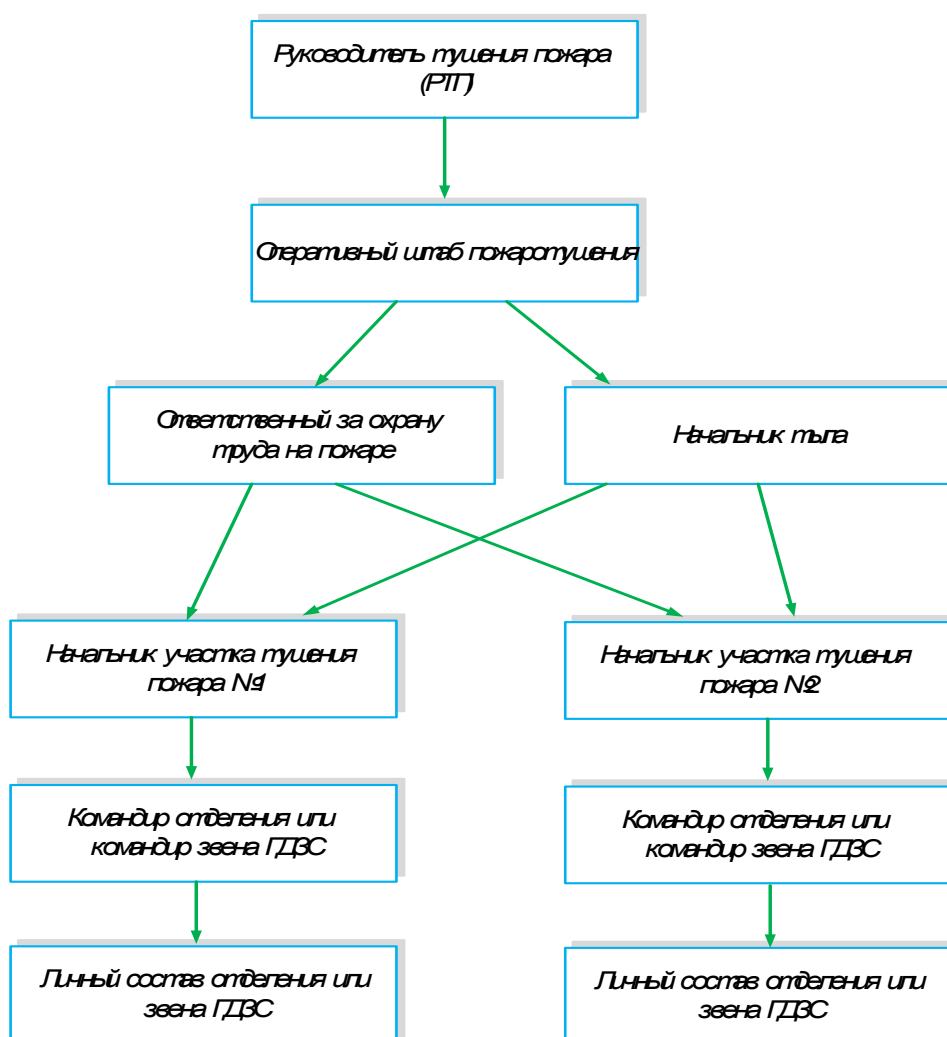 Руководитель тушения пожара
(РТП)
Оперативный штаб пожаротушения
Ответственный за охрану
труда на пожаре
Начальник тыла
Начальник участка тушения
пожара №1
Начальник участка тушения
пожара №2
Командир отделения или
командир звена ГДЗС
Командир отделения или
командир звена ГДЗС
Личный состав отделения или
звена ГДЗС
Личный состав отделения или
звена ГДЗС